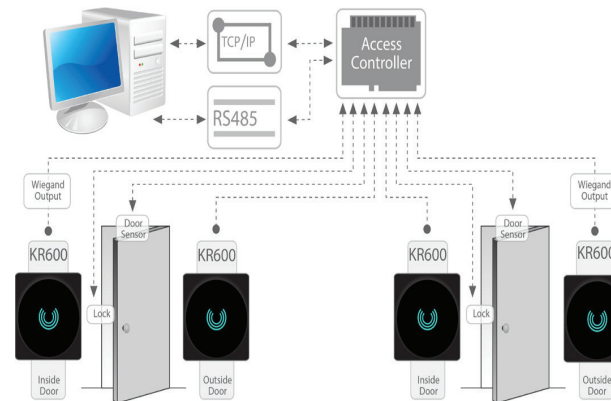 TCP/IP
Access
Controller
RS485
Wiegand
Output
Wiegand
Output
Door
Sensor
Door
Sensor
KR600
KR600
KR600
KR600
Lock
Lock
Inside
Door
Outside
Door
Inside
Door
Outside
Door